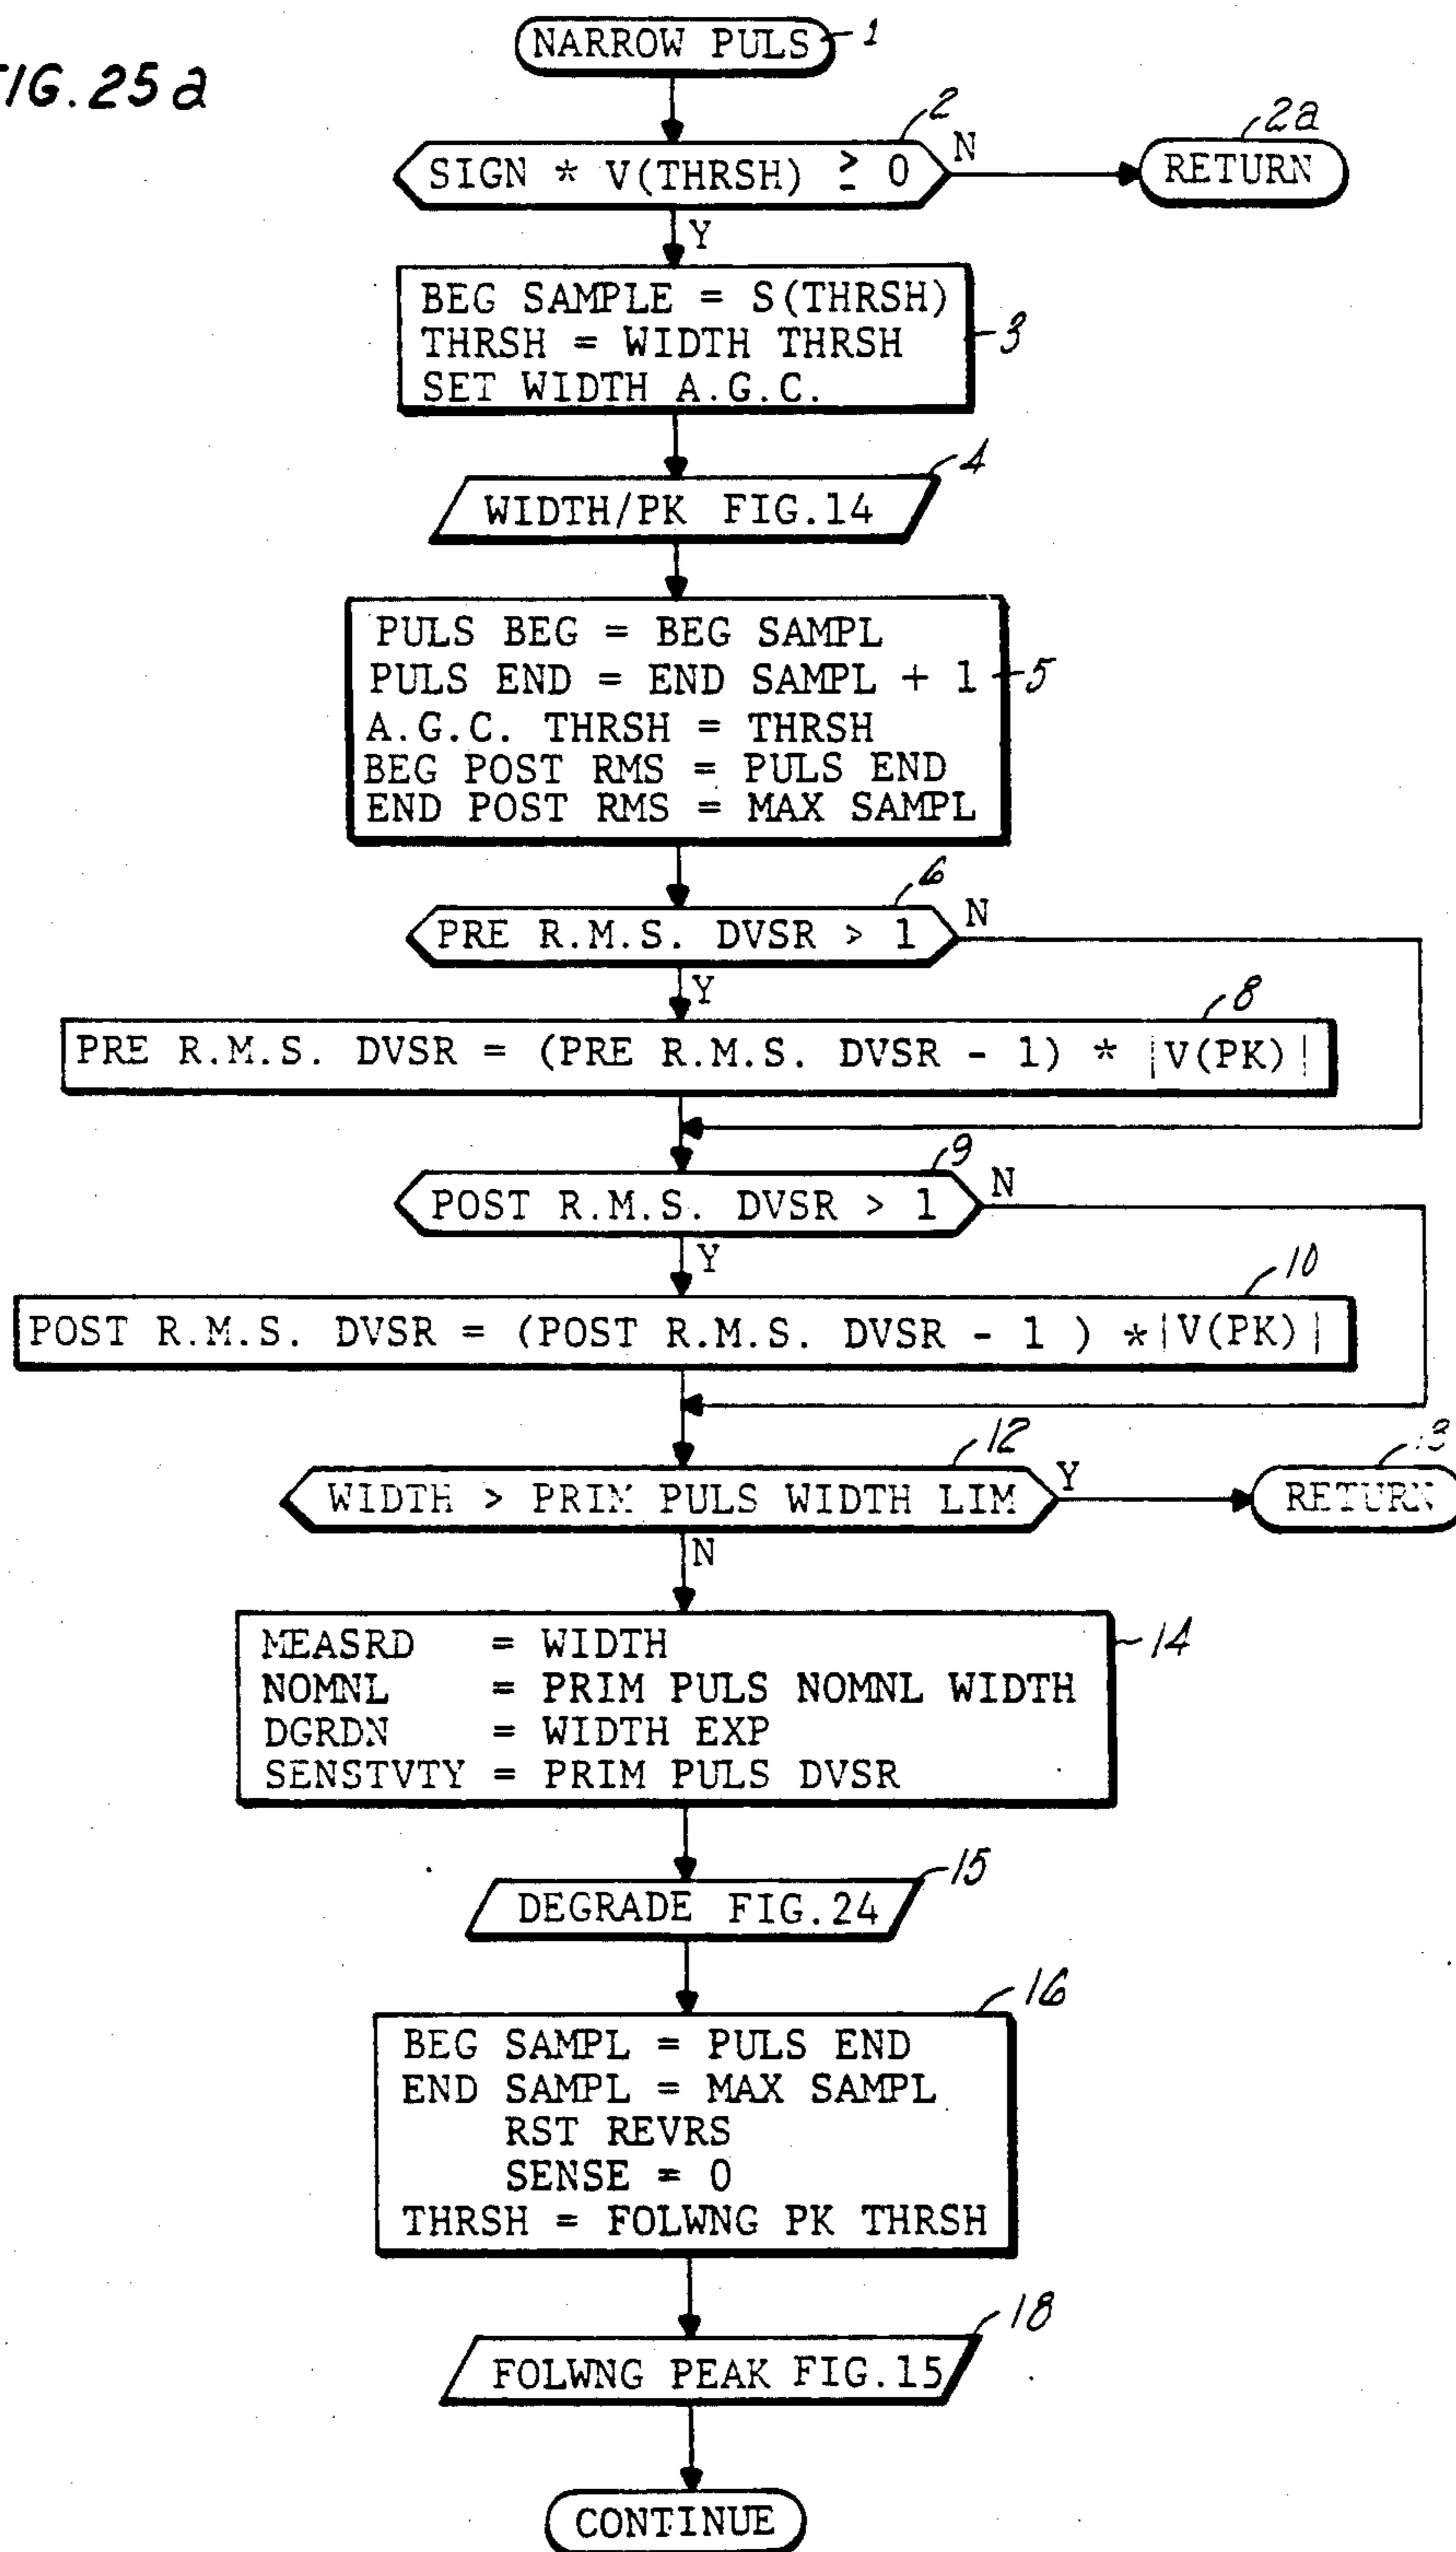 FIG. 25a
NARROW PULS 1
SIGN * V(THRSH) ≥ 0 2
N
RETURN 2a
Y
BEG SAMPLE = S(THRSH)
THRSH = WIDTH THRSH 3
SET WIDTH A.G.C.
WIDTH/PK FIG.14 4
PULS BEG = BEG SAMPL
PULS END = END SAMPL + 1 5
A.G.C. THRSH = THRSH
BEG POST RMS = PULS END
END POST RMS = MAX SAMPL
PRE R.M.S. DVSR > 1 6
N
Y
8
PRE R.M.S. DVSR = (PRE R.M.S. DVSR - 1) * |V(PK)|
POST R.M.S. DVSR > 1 9
N
Y
10
POST R.M.S. DVSR = (POST R.M.S. DVSR - 1 ) * |V(PK)|
WIDTH > PRIM PULS WIDTH LIM 12
Y
RETURN 13
N
MEASRD = WIDTH 14
NOMNL = PRIM PULS NOMNL WIDTH
DGRDN = WIDTH EXP
SENSTVTY = PRIM PULS DVSR
DEGRADE FIG.24 15
16
BEG SAMPL = PULS END
END SAMPL = MAX SAMPL
RST REVRS
SENSE = 0
THRSH = FOLWNG PK THRSH
FOLWNG PEAK FIG.15 18
CONTINUE